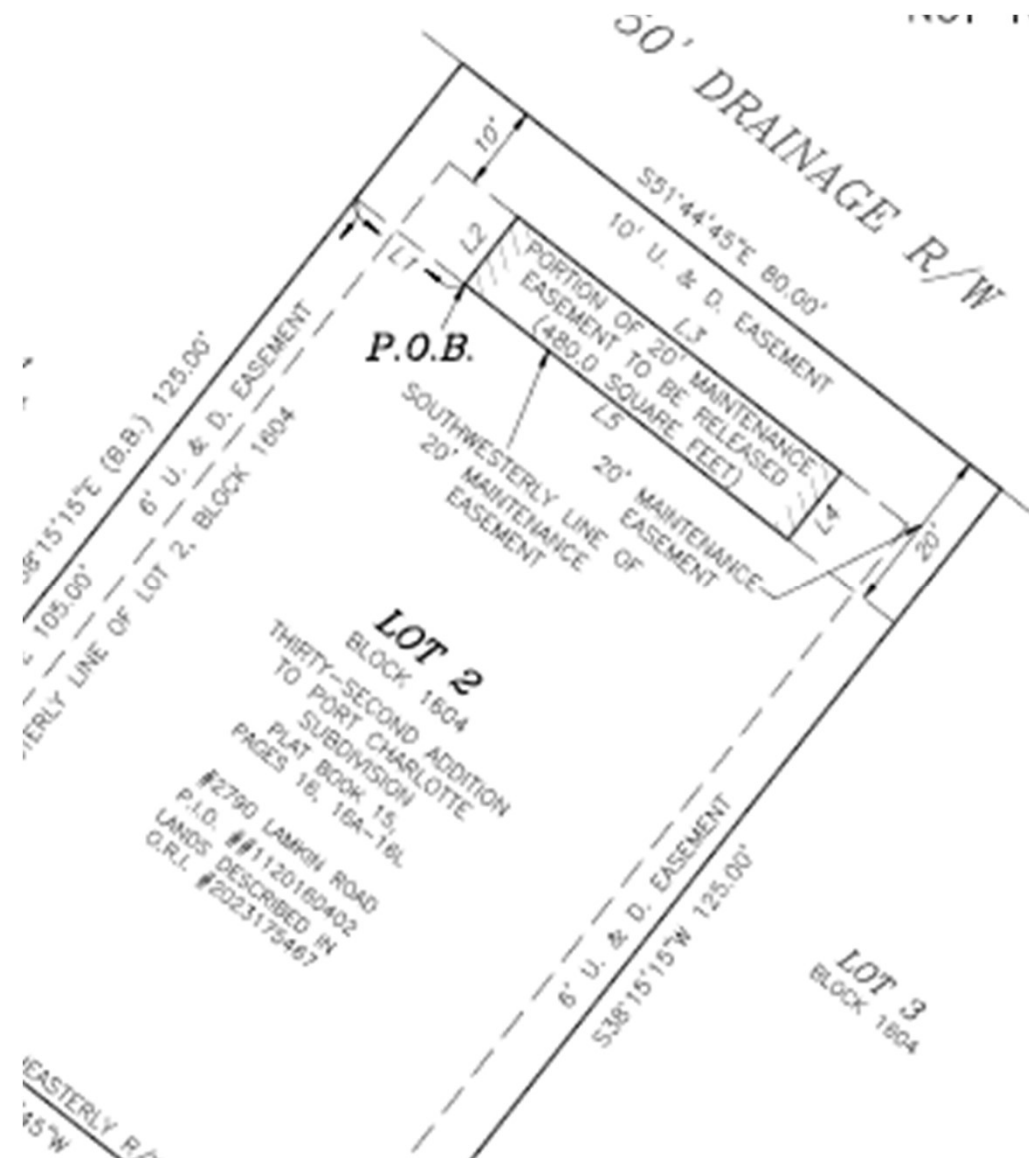 50' DRAINAGE R/W
10'
S51°44'45"E 80.00'
10' U. & D. EASEMENT
L2
L1
L3
PORTION OF 20' MAINTENANCE
EASEMENT TO BE RELEASED
(480.0 SQUARE FEET)
P.O.B.
L5
L4
20'
SOUTHWESTERLY LINE OF
20' MAINTENANCE
EASEMENT
20' MAINTENANCE
EASEMENT
38°15'15"E (B.B.) 125.00'
6' U. & D. EASEMENT
105.00'
TERLY LINE OF LOT 2, BLOCK 1604
LOT 2
BLOCK 1604
THIRTY-SECOND ADDITION
TO PORT CHARLOTTE
SUBDIVISION
PLAT BOOK 15,
PAGES 16, 16A-16L
#2790 LAMKIN ROAD
P.I.D. ##1120160402
LANDS DESCRIBED IN
O.R.I. #2023175467
6' U. & D. EASEMENT
S38°15'15"W 125.00'
LOT 3
BLOCK 1604
EASTERLY R/
45"W